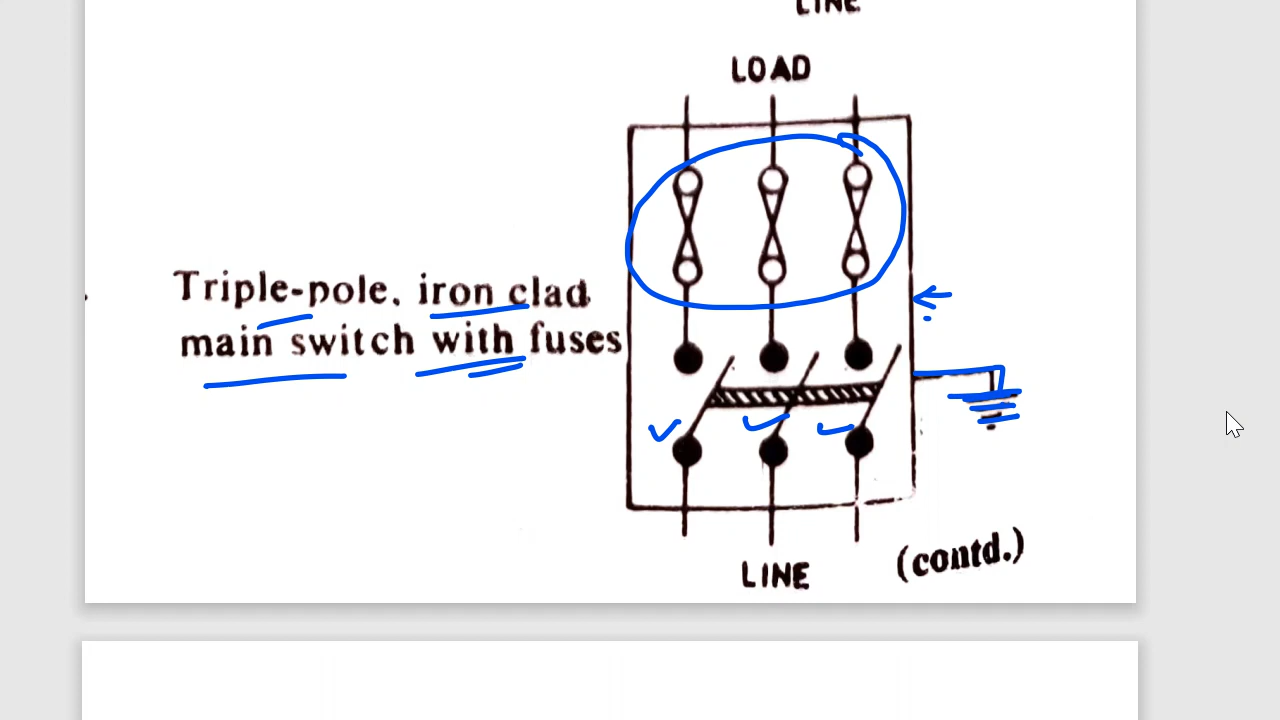 LINE
LOAD
Triple-pole, iron clad
main switch with fuses
LINE
(contd.)